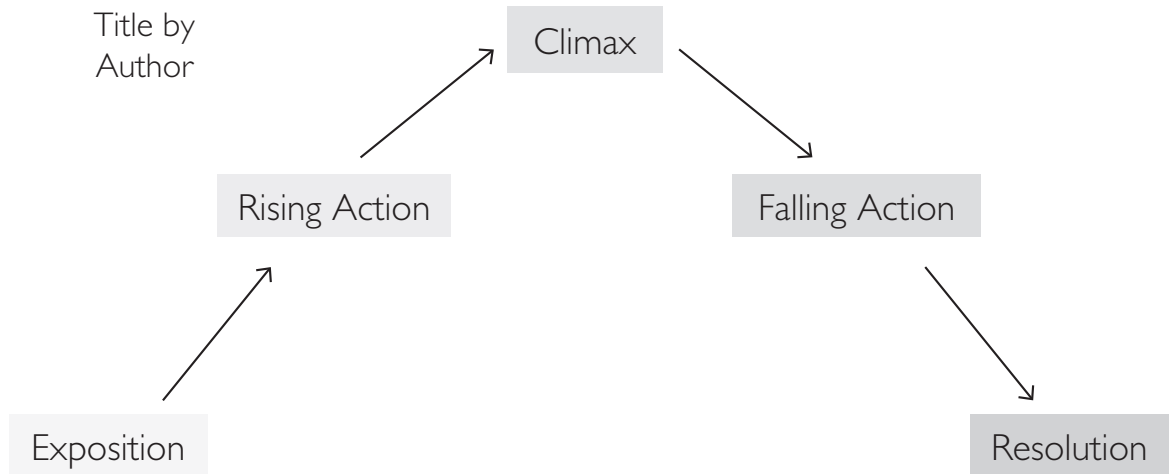 Title by
Author
Climax
Rising Action
Falling Action
Exposition
Resolution